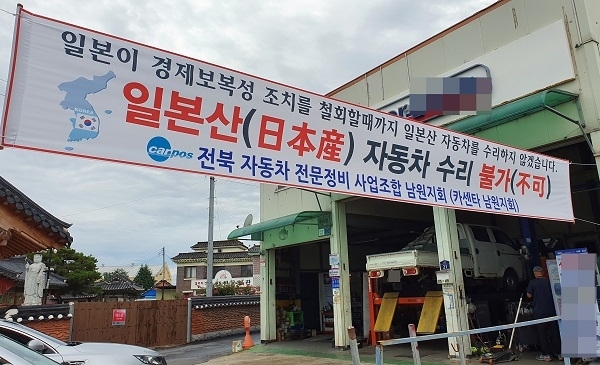 일본이 경제보복성 조치를 철회할때까지 일본산 자동차를 수리하지 않겠습니다.
일본산(日本産) 자동차 수리 불가(不可)
KOREA
carpos 전북 자동차 전문정비 사업조합 남원지회 (카센타 남원지회)